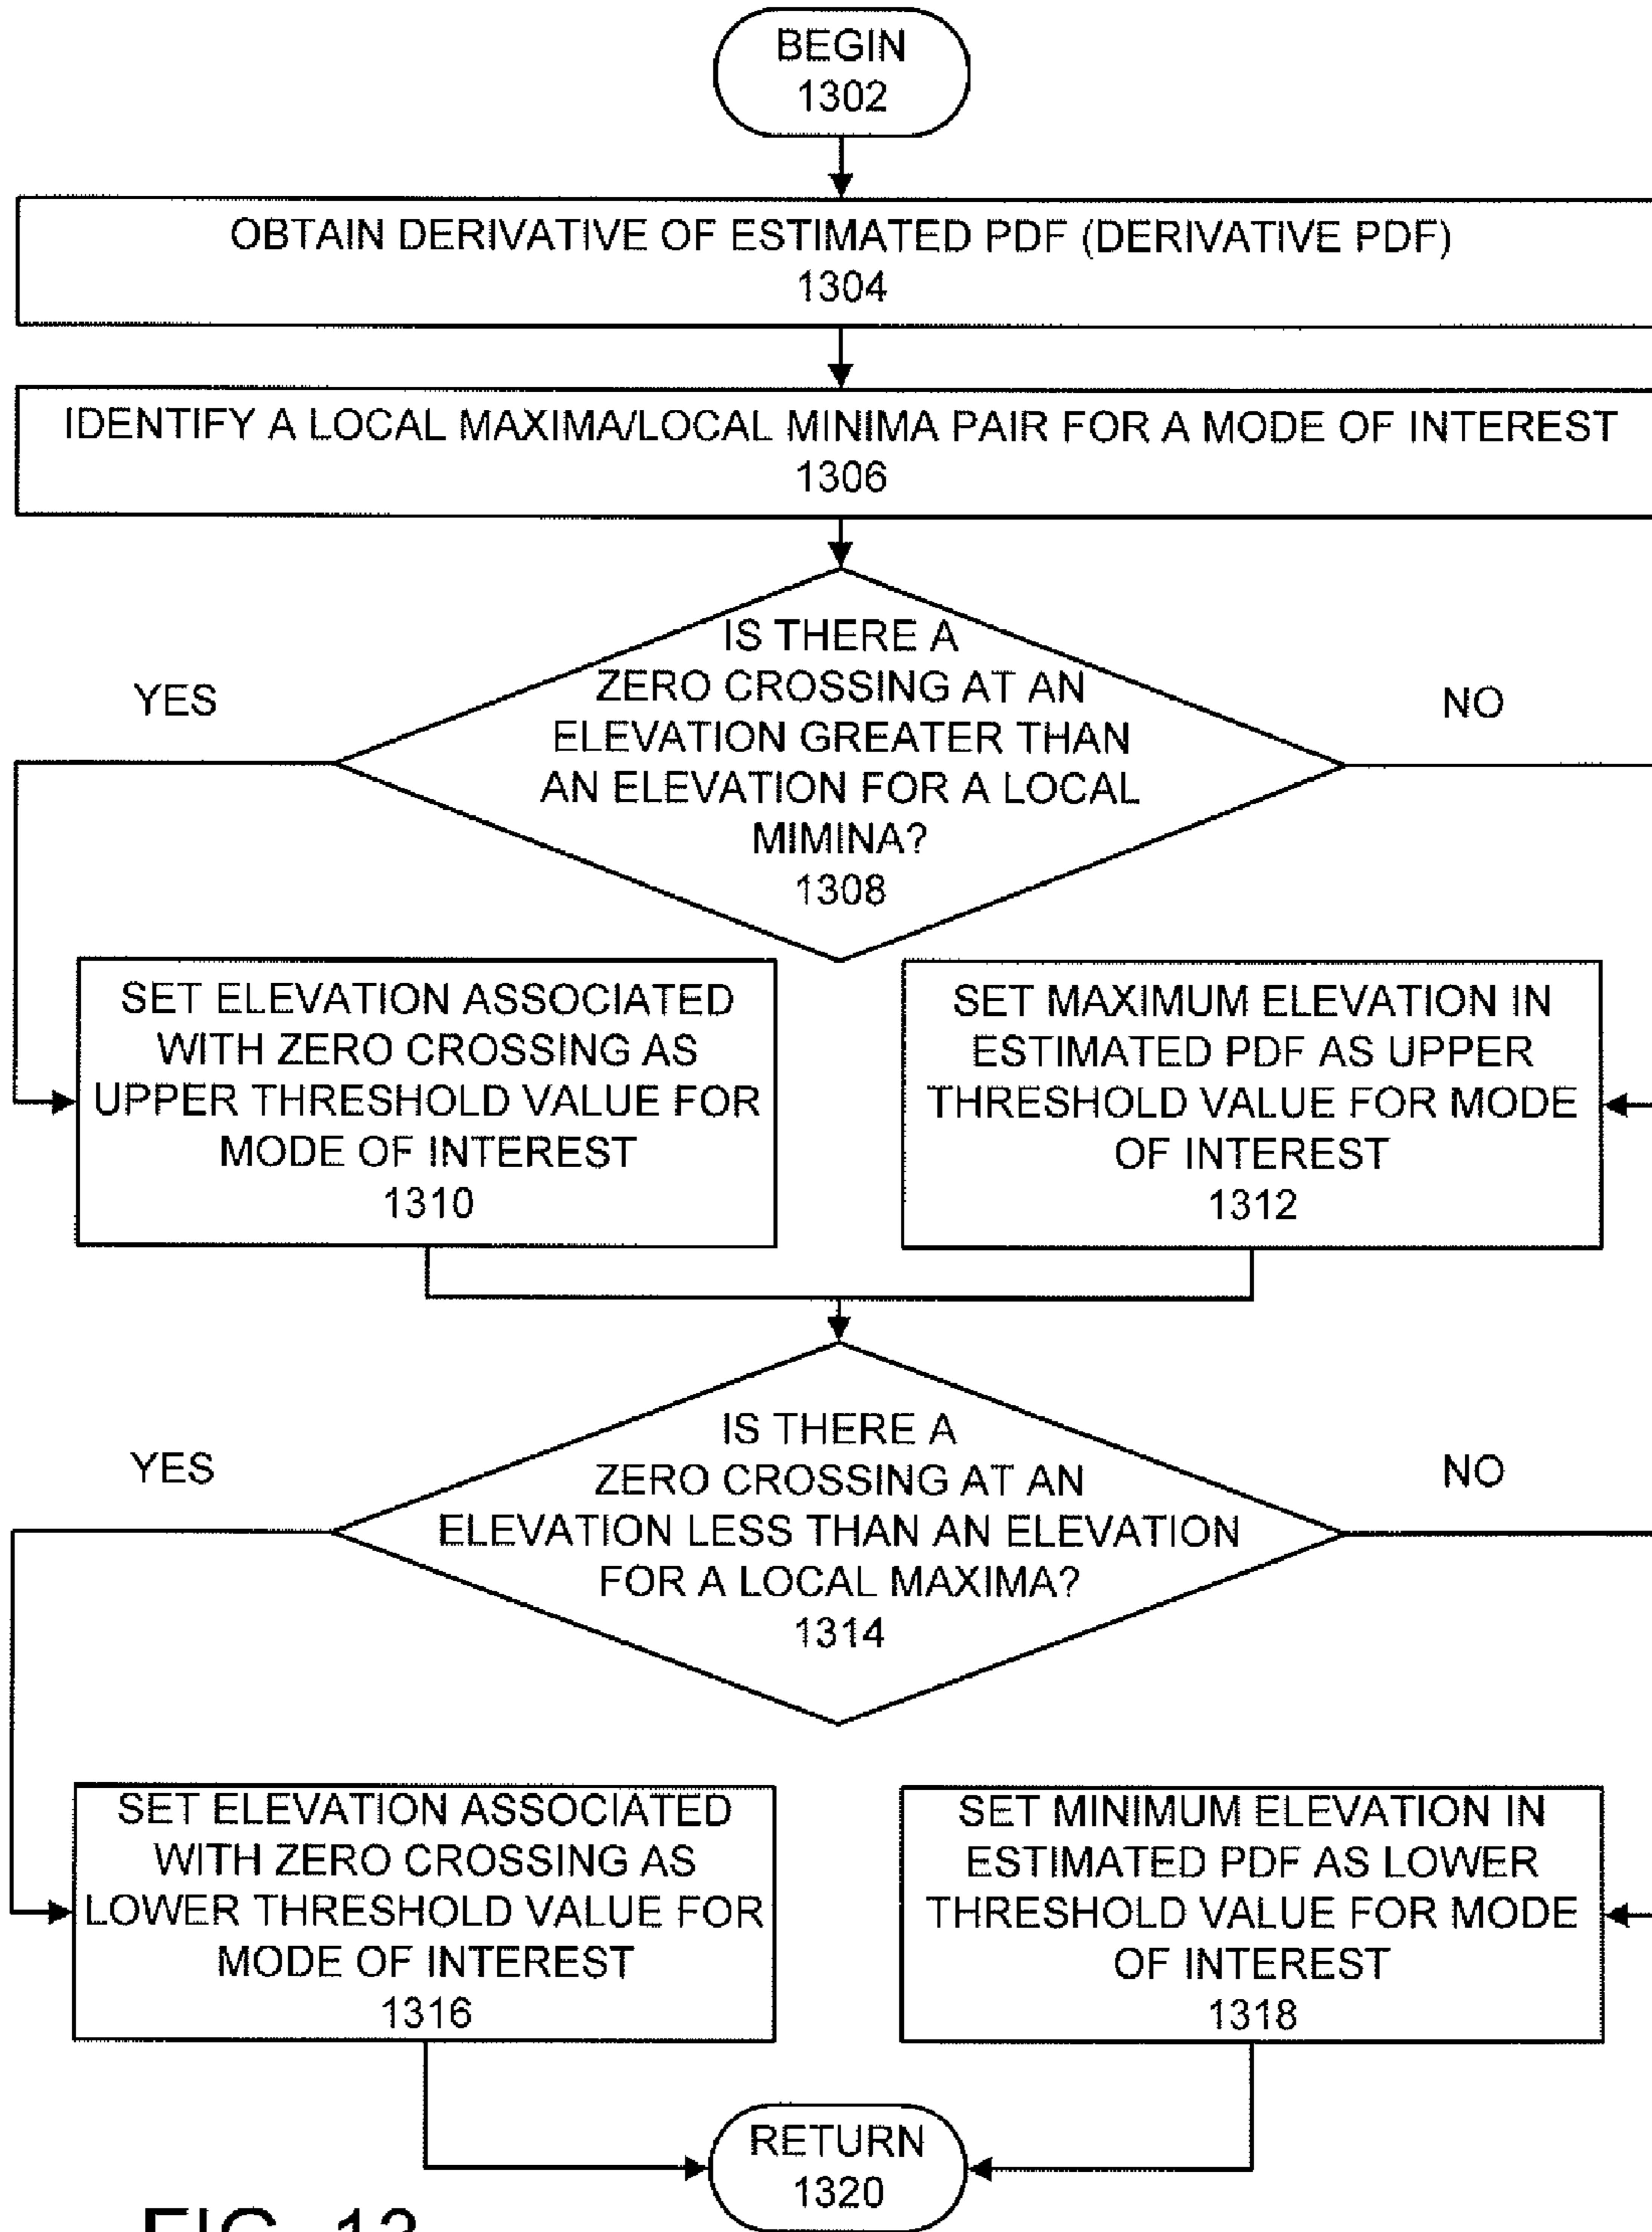 BEGIN
1302
OBTAIN DERIVATIVE OF ESTIMATED PDF (DERIVATIVE PDF)
1304
IDENTIFY A LOCAL MAXIMA/LOCAL MINIMA PAIR FOR A MODE OF INTEREST
1306
IS THERE A
ZERO CROSSING AT AN
ELEVATION GREATER THAN
AN ELEVATION FOR A LOCAL
MIMINA?
1308
YES
NO
SET ELEVATION ASSOCIATED
WITH ZERO CROSSING AS
UPPER THRESHOLD VALUE FOR
MODE OF INTEREST
1310
SET MAXIMUM ELEVATION IN
ESTIMATED PDF AS UPPER
THRESHOLD VALUE FOR MODE
OF INTEREST
1312
IS THERE A
ZERO CROSSING AT AN
ELEVATION LESS THAN AN ELEVATION
FOR A LOCAL MAXIMA?
1314
YES
NO
SET ELEVATION ASSOCIATED
WITH ZERO CROSSING AS
LOWER THRESHOLD VALUE FOR
MODE OF INTEREST
1316
SET MINIMUM ELEVATION IN
ESTIMATED PDF AS LOWER
THRESHOLD VALUE FOR MODE
OF INTEREST
1318
RETURN
1320
FIG. 13